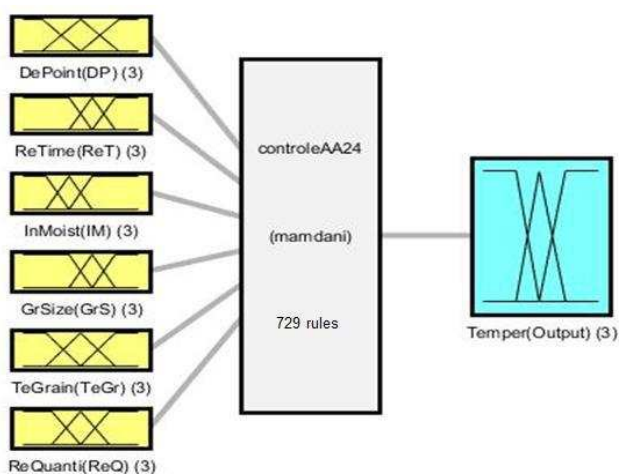 DePoint(DP) (3)
ReTime(ReT) (3)
InMoist(IM) (3)
GrSize(GrS) (3)
TeGrain(TeGr) (3)
ReQuanti(ReQ) (3)
controleAA24
(mamdani)
729 rules
Temper(Output) (3)